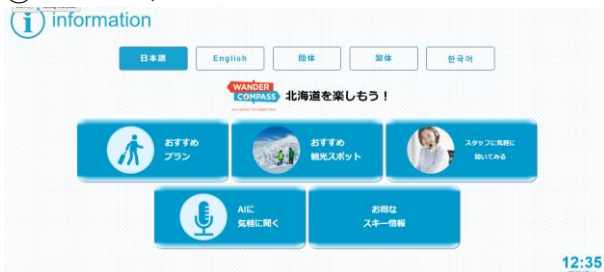 information
日本語
English
簡体
繁体
한국어
WANDER
COMPASS
北海道を楽しもう！
おすすめ
プラン
おすすめ
観光スポット
スタッフに気軽に
聞いてみる
AIに
気軽に聞く
お得な
スキー情報
12:35